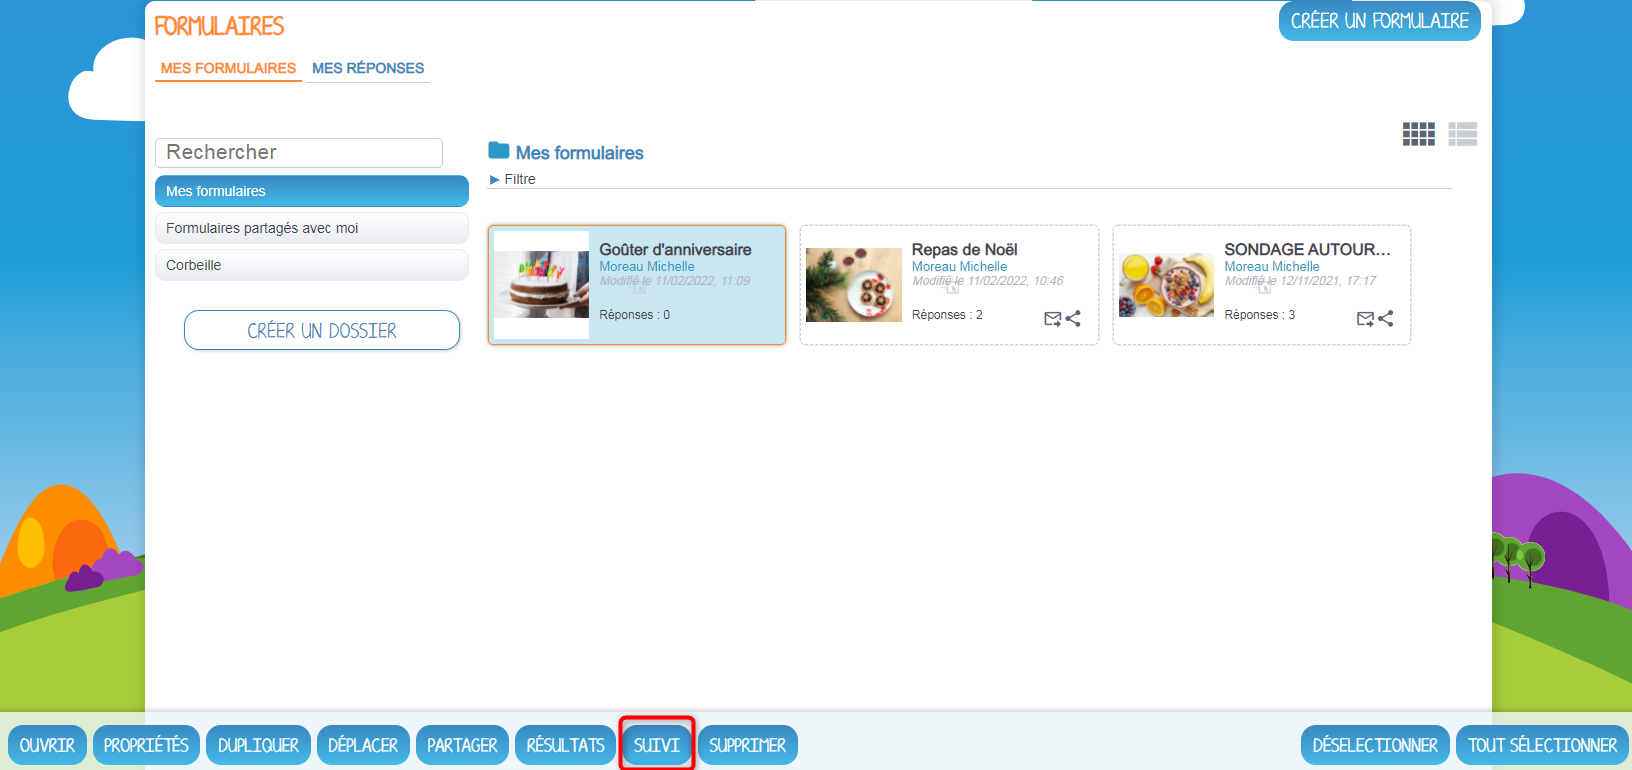 FORMULAIRES
CRÉER UN FORMULAIRE
MES FORMULAIRES
MES RÉPONSES
Rechercher
Mes formulaires
Formulaires partagés avec moi
Corbeille
CRÉER UN DOSSIER
Mes formulaires
Filtre
Goûter d'anniversaire
Moreau Michelle
Modifié le 11/02/2022, 11:09
Réponses : 0
Repas de Noël
Moreau Michelle
Modifié le 11/02/2022, 10:46
Réponses : 2
SONDAGE AUTOUR...
Moreau Michelle
Modifié le 12/11/2021, 17:17
Réponses : 3
OUVRIR
PROPRIÉTÉS
DUPLIQUER
DÉPLACER
PARTAGER
RÉSULTATS
SUIVI
SUPPRIMER
DÉSELECTIONNER
TOUT SÉLECTIONNER